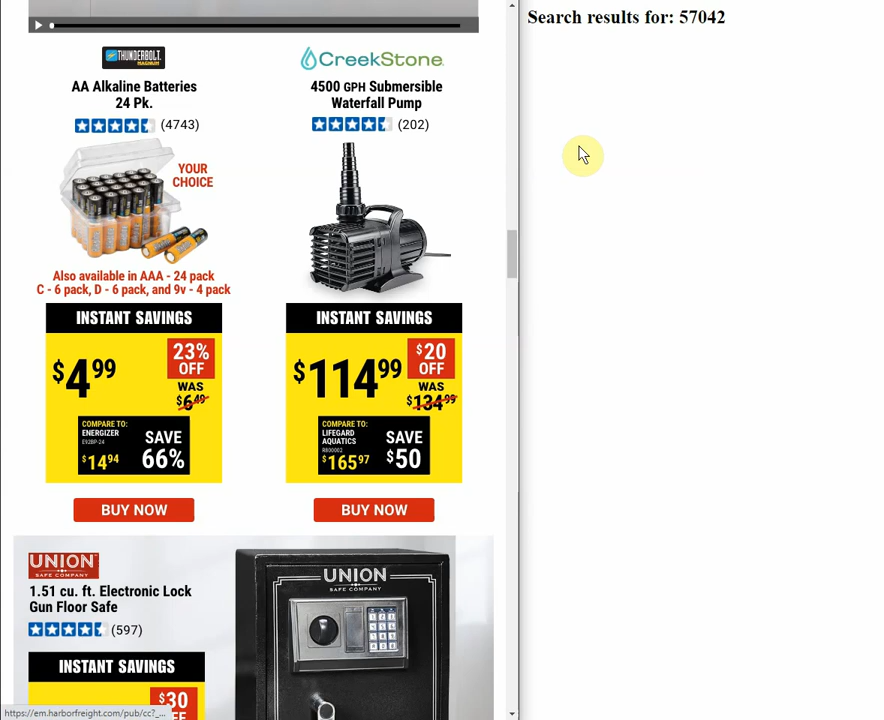 Search results for: 57042
THUNDERBOLT
MAGNUM
AA Alkaline Batteries
24 Pk.
(4743)
YOUR
CHOICE
Also available in AAA - 24 pack
C - 6 pack, D - 6 pack, and 9v - 4 pack
INSTANT SAVINGS
$4.99
23%
OFF
WAS
$6.49
COMPARE TO:
ENERGIZER
E92BP-24
$14.94
SAVE
66%
BUY NOW
CreekStone
4500 GPH Submersible
Waterfall Pump
(202)
INSTANT SAVINGS
$114.99
$20
OFF
WAS
$134.99
COMPARE TO:
LIFEGARD
AQUATICS
R800002
$165.97
SAVE
$50
BUY NOW
UNION
SAFE COMPANY
1.51 cu. ft. Electronic Lock
Gun Floor Safe
(597)
INSTANT SAVINGS
$30
UNION
SAFE COMPANY
https://em.harborfreight.com/pub/cc?_...